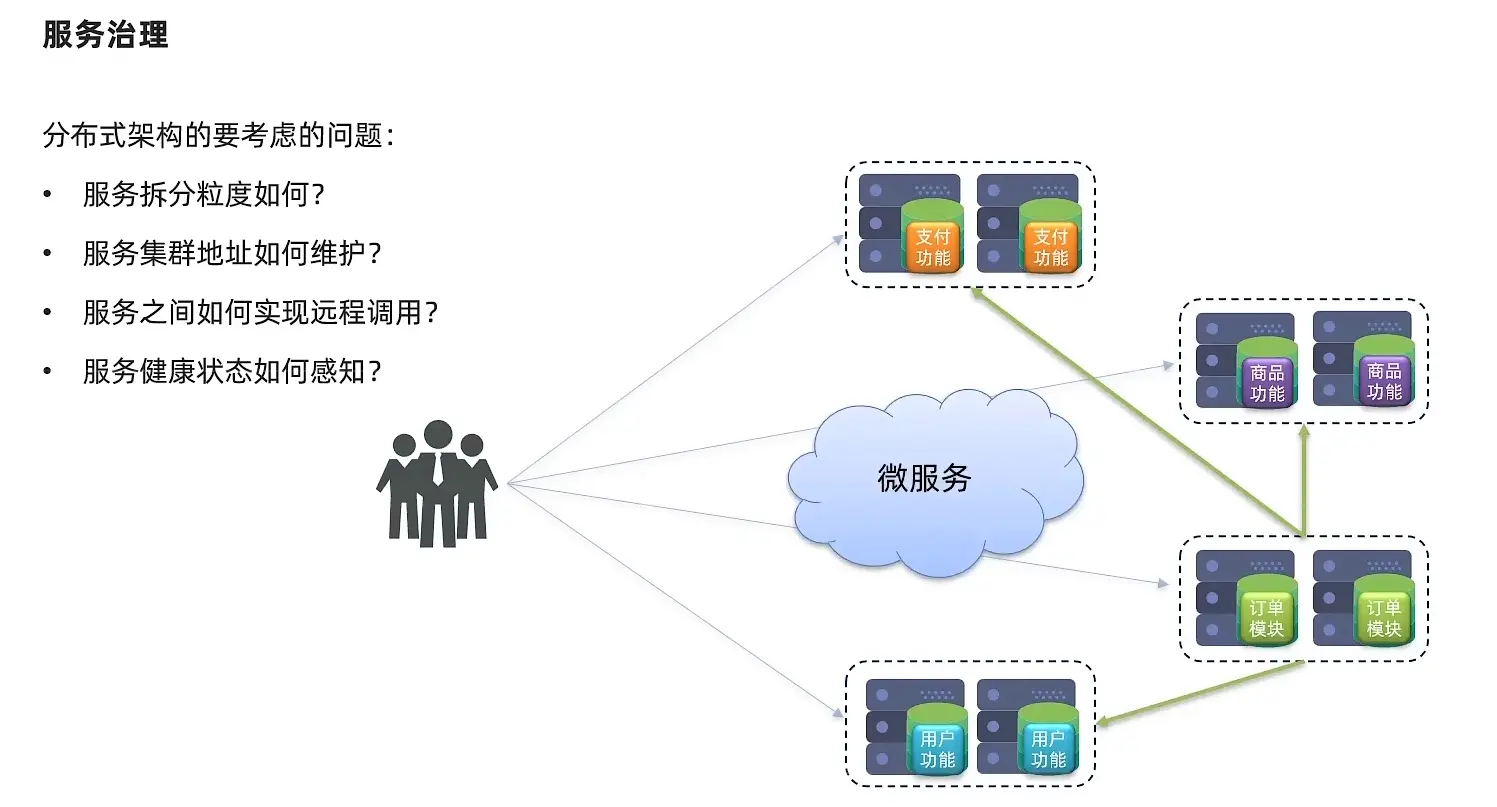 服务治理
分布式架构的要考虑的问题：
• 服务拆分粒度如何？
• 服务集群地址如何维护？
• 服务之间如何实现远程调用？
• 服务健康状态如何感知？
支付
功能
支付
功能
商品
功能
商品
功能
微服务
订单
模块
订单
模块
用户
功能
用户
功能